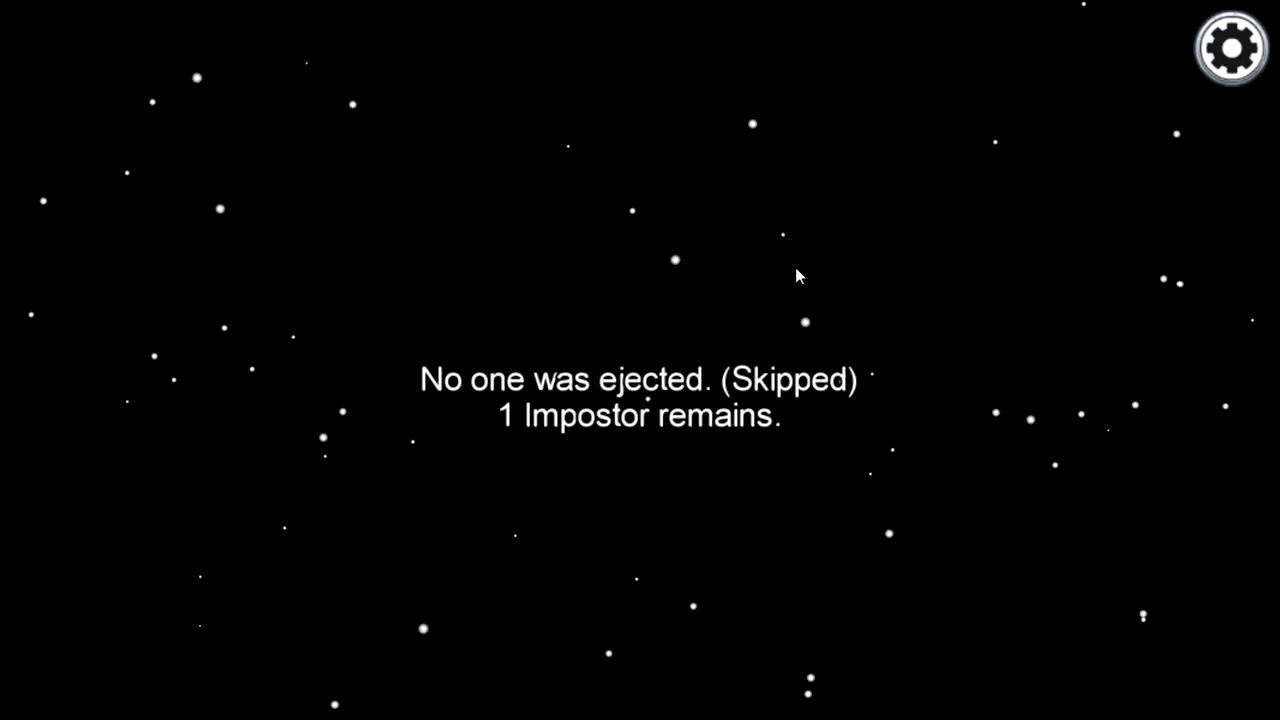 No one was ejected. (Skipped)
1 Impostor remains.